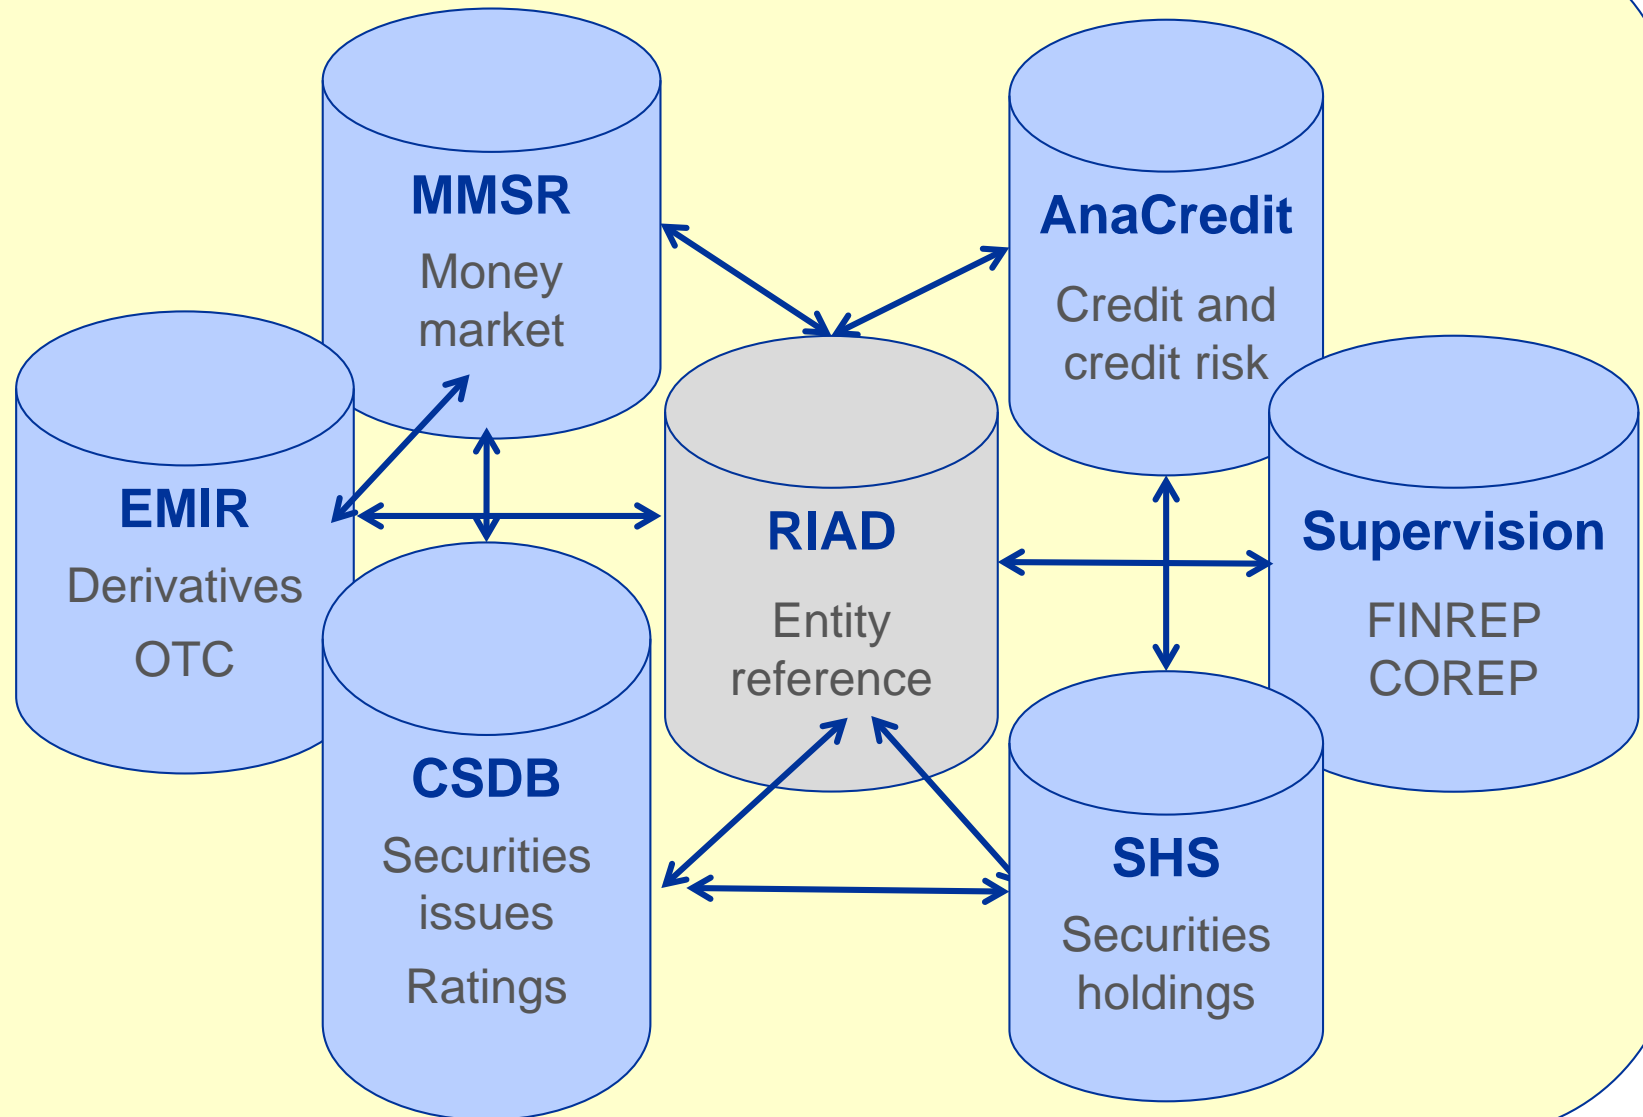 MMSR
Money
market
AnaCredit
Credit and
credit risk
EMIR
Derivatives
OTC
RIAD
Entity
reference
Supervision
FINREP
COREP
CSDB
Securities
issues
Ratings
SHS
Securities
holdings